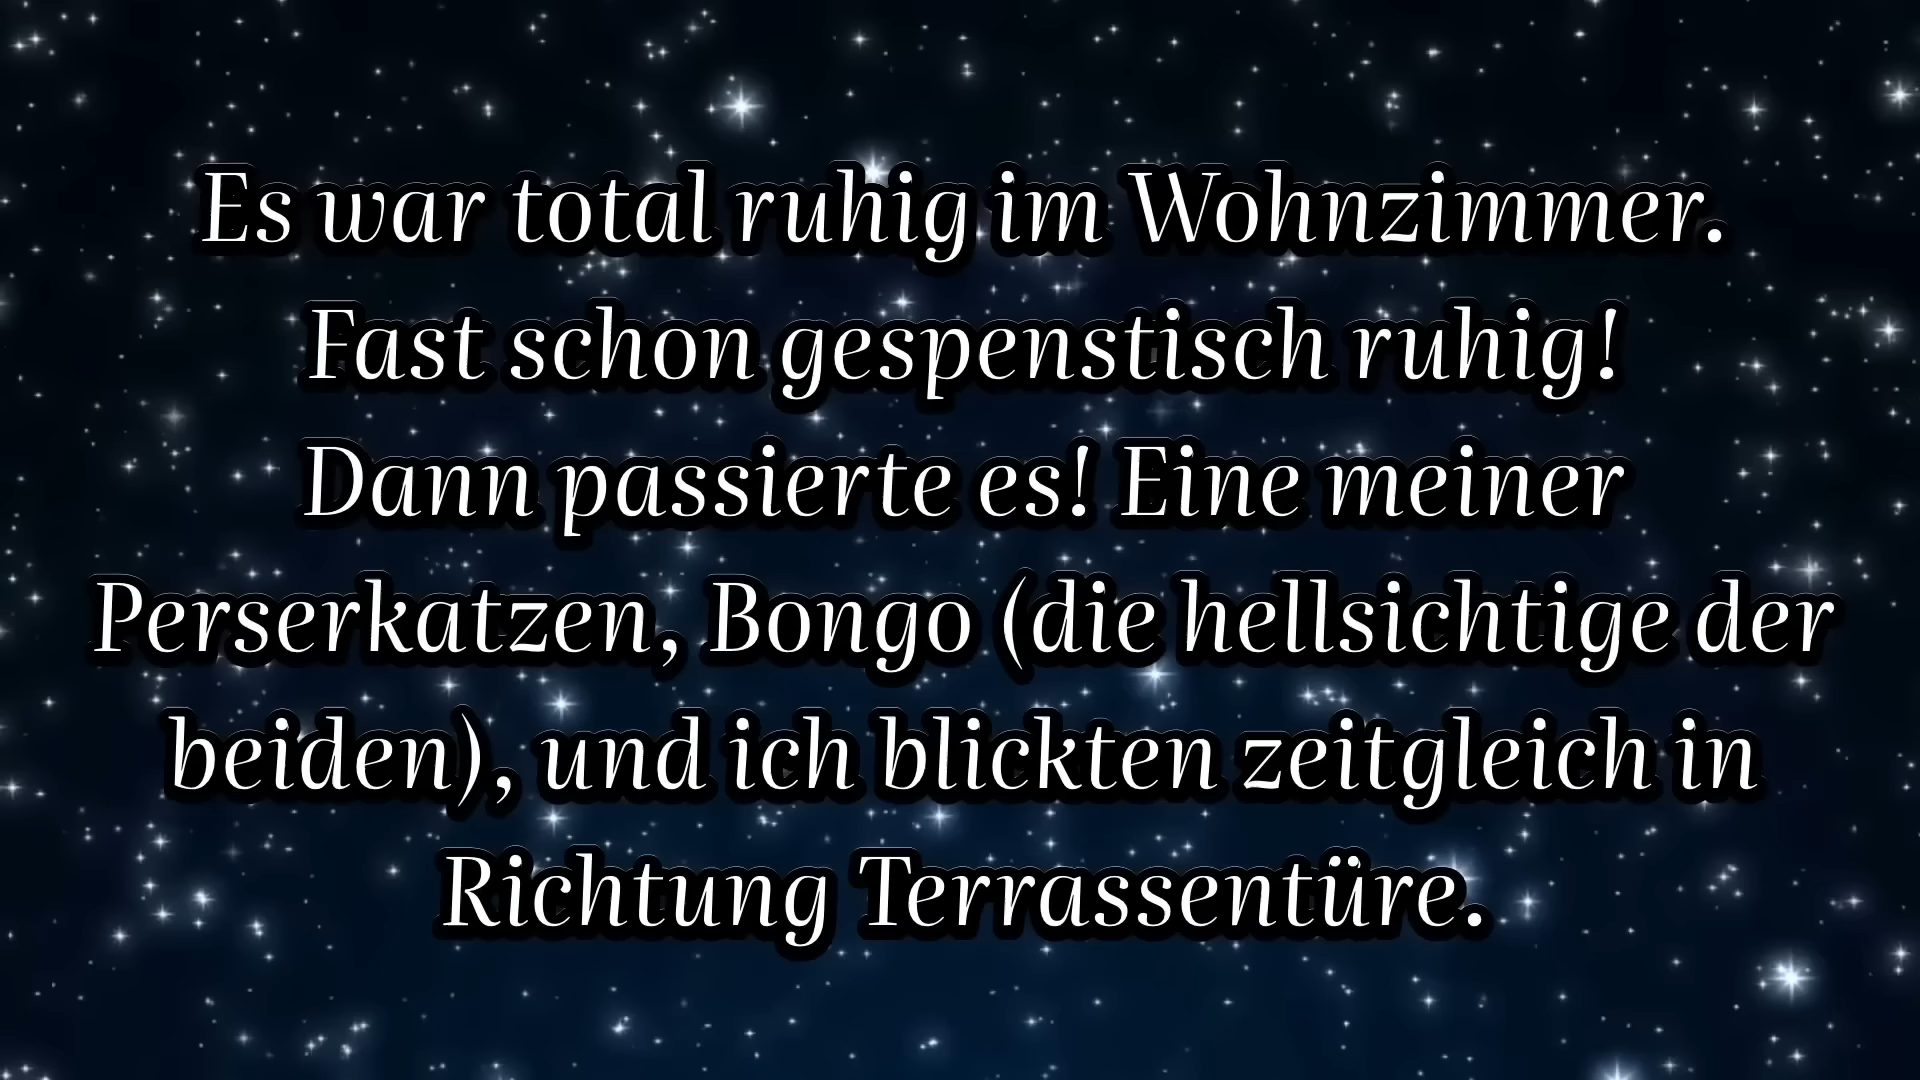 Es war total ruhig im Wohnzimmer.
Fast schon gespenstisch ruhig!
Dann passierte es! Eine meiner
Perserkatzen, Bongo (die hellsichtige der
beiden), und ich blickten zeitgleich in
Richtung Terrassentüre.